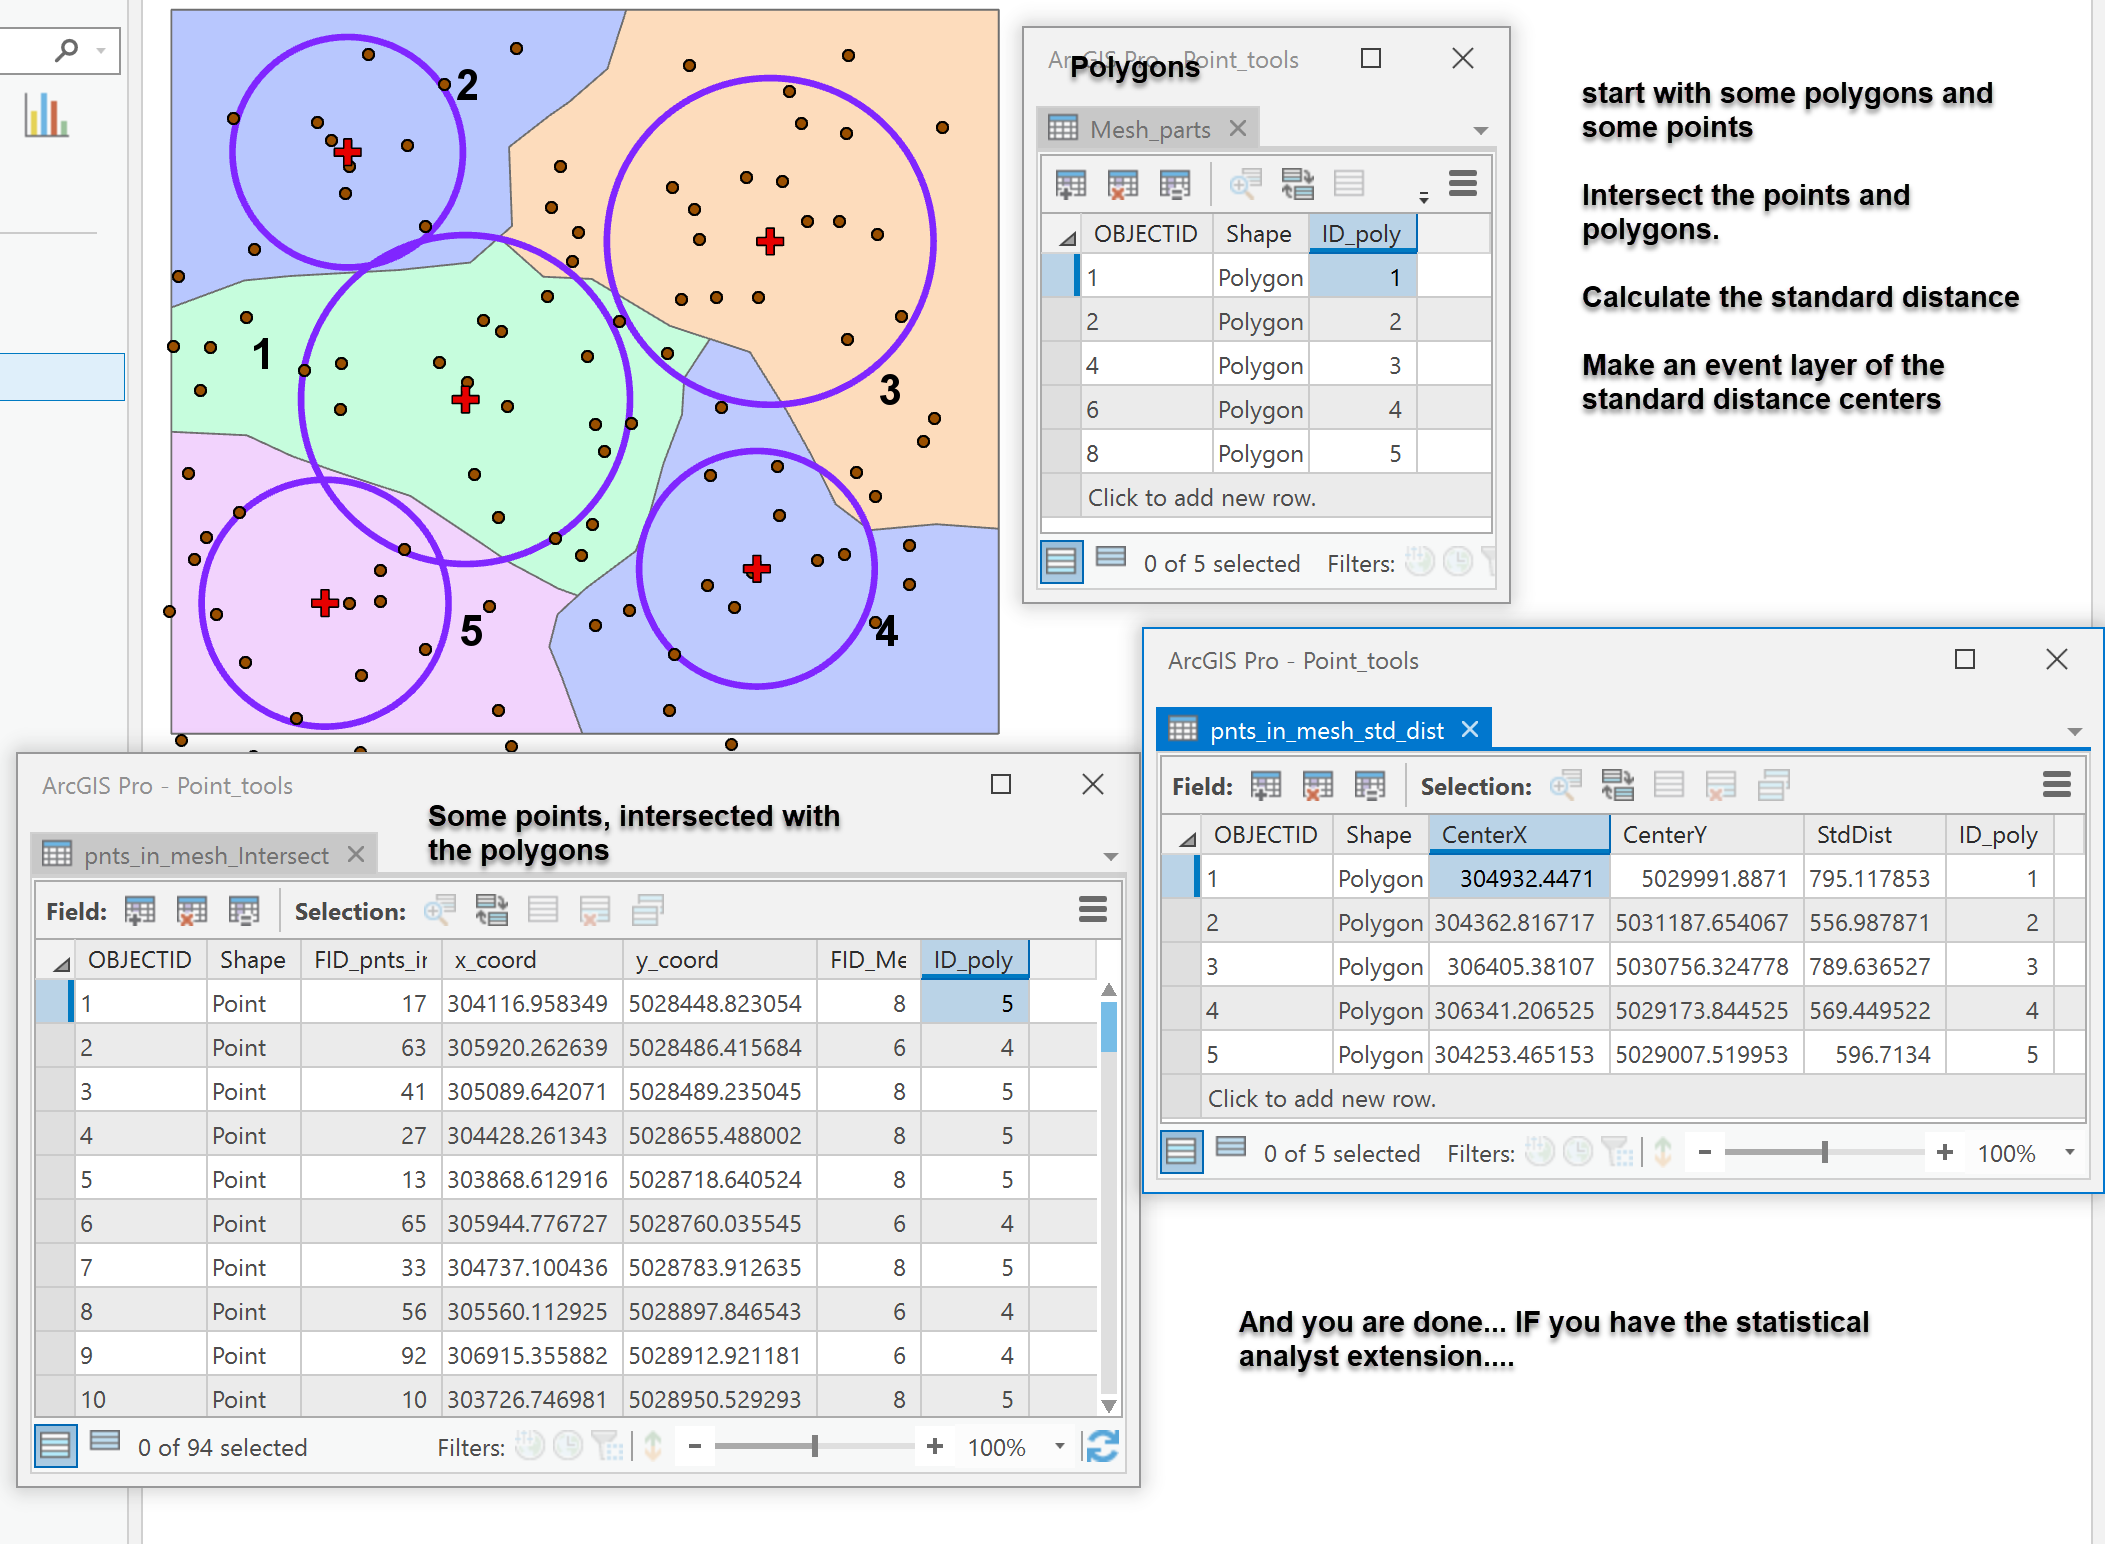 2
1
3
5
4
ArcGIS Pro - Point_tools
Polygons
Mesh_parts
OBJECTID Shape ID_poly
1 Polygon 1
2 Polygon 2
4 Polygon 3
6 Polygon 4
8 Polygon 5
Click to add new row.
0 of 5 selected Filters:
start with some polygons and
some points
Intersect the points and
polygons.
Calculate the standard distance
Make an event layer of the
standard distance centers
ArcGIS Pro - Point_tools
pnts_in_mesh_std_dist
Field: Selection:
OBJECTID Shape CenterX CenterY StdDist ID_poly
1 Polygon 304932.4471 5029991.8871 795.117853 1
2 Polygon 304362.816717 5031187.654067 556.987871 2
3 Polygon 306405.38107 5030756.324778 789.636527 3
4 Polygon 306341.206525 5029173.844525 569.449522 4
5 Polygon 304253.465153 5029007.519953 596.7134 5
Click to add new row.
0 of 5 selected Filters: 100%
ArcGIS Pro - Point_tools
Some points, intersected with
the polygons
pnts_in_mesh_Intersect
Field: Selection:
OBJECTID Shape FID_pnts_ir x_coord y_coord FID_Me ID_poly
1 Point 17 304116.958349 5028448.823054 8 5
2 Point 63 305920.262639 5028486.415684 6 4
3 Point 41 305089.642071 5028489.235045 8 5
4 Point 27 304428.261343 5028655.488002 8 5
5 Point 13 303868.612916 5028718.640524 8 5
6 Point 65 305944.776727 5028760.035545 6 4
7 Point 33 304737.100436 5028783.912635 8 5
8 Point 56 305560.112925 5028897.846543 6 4
9 Point 92 306915.355882 5028912.921181 6 4
10 Point 10 303726.746981 5028950.529293 8 5
0 of 94 selected Filters: 100%
And you are done... IF you have the statistical
analyst extension....